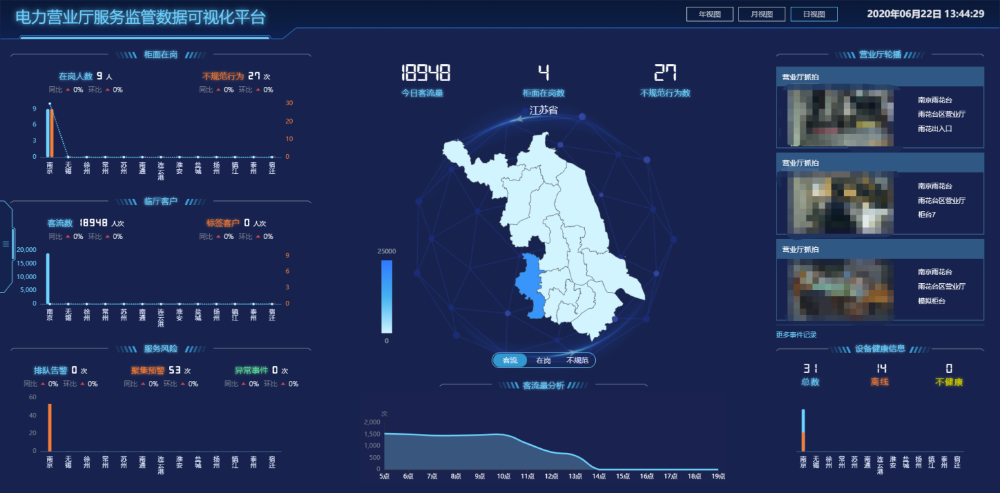 电力营业厅服务监管数据可视化平台
年视图 月视图 日视图 2020年06月22日 13:44:29
柜面在岗
在岗人数 9 人 不规范行为 27 次
同比 0% 环比 0% 同比 0% 环比 0%
9 30
6 20
3 10
0 0
南京 无锡 徐州 常州 苏州 南通 连云港 淮安 盐城 扬州 镇江 泰州 宿迁
临厅客户
客流数 18948 人次 标签客户 0 人次
同比 0% 环比 0% 同比 0% 环比 0%
20,000 9
15,000 6
10,000
5,000 3
0 0
南京 无锡 徐州 常州 苏州 南通 连云港 淮安 盐城 扬州 镇江 泰州 宿迁
服务风险
排队告警 0 次 聚集预警 53 次 异常事件 0 次
同比 0% 环比 0% 同比 0% 环比 0% 同比 0% 环比 0%
60
40
20
0
南京 无锡 徐州 常州 苏州 南通 连云港 淮安 盐城 扬州 镇江 泰州 宿迁
18948 4 27
今日客流量 柜面在岗数 不规范行为数
江苏省
25000
0
客流 在岗 不规范
客流量分析
次
2,000
1,500
1,000
500
0
5点 6点 7点 8点 9点 10点 11点 12点 13点 14点 15点 16点 17点 18点 19点
营业厅轮播
营业厅抓拍
南京雨花台
雨花台区营业厅
雨花出入口
营业厅抓拍
南京雨花台
雨花台区营业厅
柜台7
营业厅抓拍
南京雨花台
雨花台区营业厅
模拟柜台
更多事件记录
设备健康信息
31 14 0
总数 离线 不健康
南京 无锡 徐州 常州 苏州 南通 连云港 淮安 盐城 扬州 镇江 泰州 宿迁